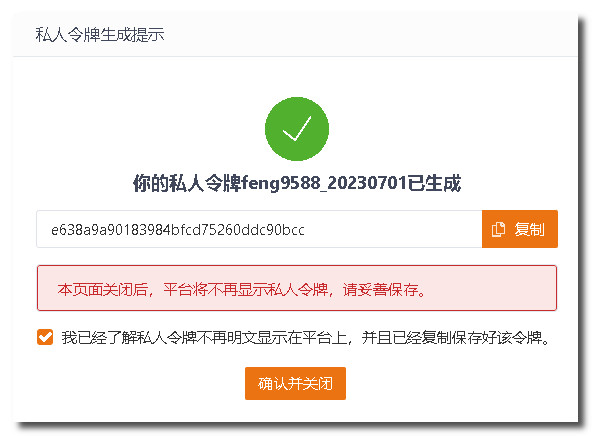 私人令牌生成提示
你的私人令牌feng9588_20230701已生成
e638a9a90183984bfcd75260ddc90bcc
复制
本页面关闭后，平台将不再显示私人令牌，请妥善保存。
我已经了解私人令牌不再明文显示在平台上，并且已经复制保存好该令牌。
确认并关闭